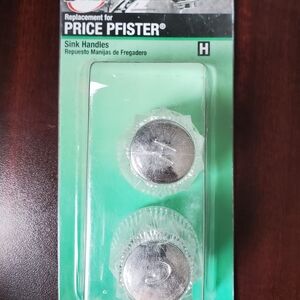 Replacement for
PRICE PFISTER®
Sink Handles
Repuesto Manijas de Fregadero
H
H
C